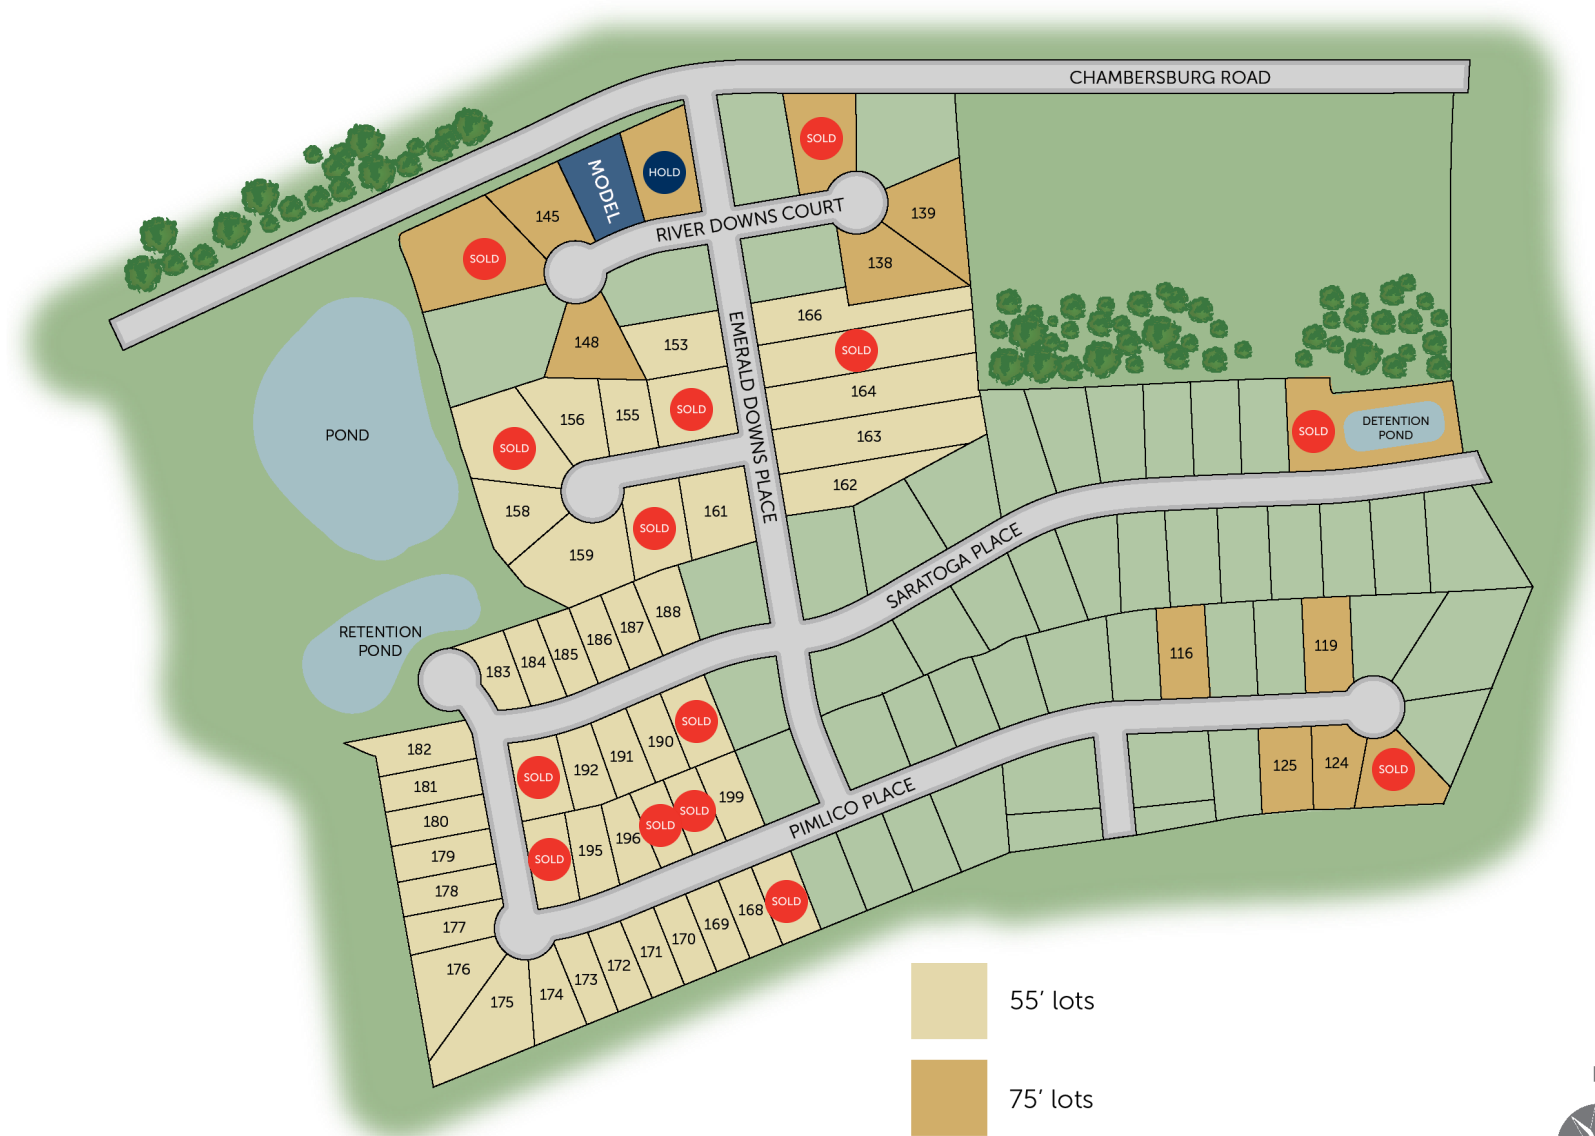 CHAMBERSBURG ROAD
SOLD
HOLD
MODEL
145
139
RIVER DOWNS COURT
SOLD
138
166
148
153
EMERALD DOWNS PLACE
SOLD
164
SOLD
156
155
DETENTION
POND
SOLD
POND
163
SOLD
162
158
161
SOLD
159
SARATOGA PLACE
188
187
186
185
184
183
RETENTION
POND
116
119
SOLD
190
191
192
SOLD
182
181
180
179
178
177
176
175
125
124
SOLD
199
SOLD
SOLD
196
195
SOLD
PIMLICO PLACE
SOLD
168
169
170
171
172
173
174
55' lots
75' lots